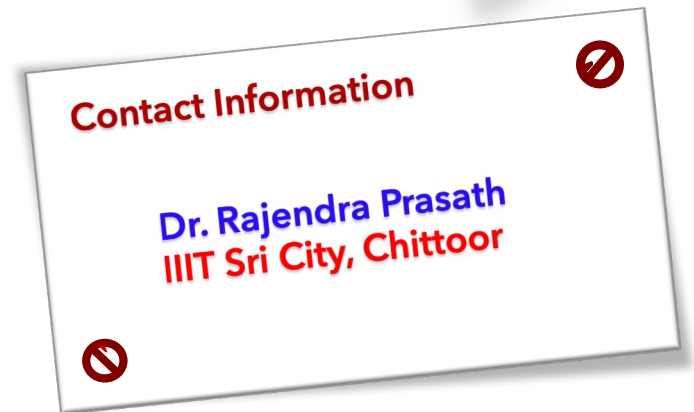 Contact Information
Dr. Rajendra Prasath
IIIT Sri City, Chittoor